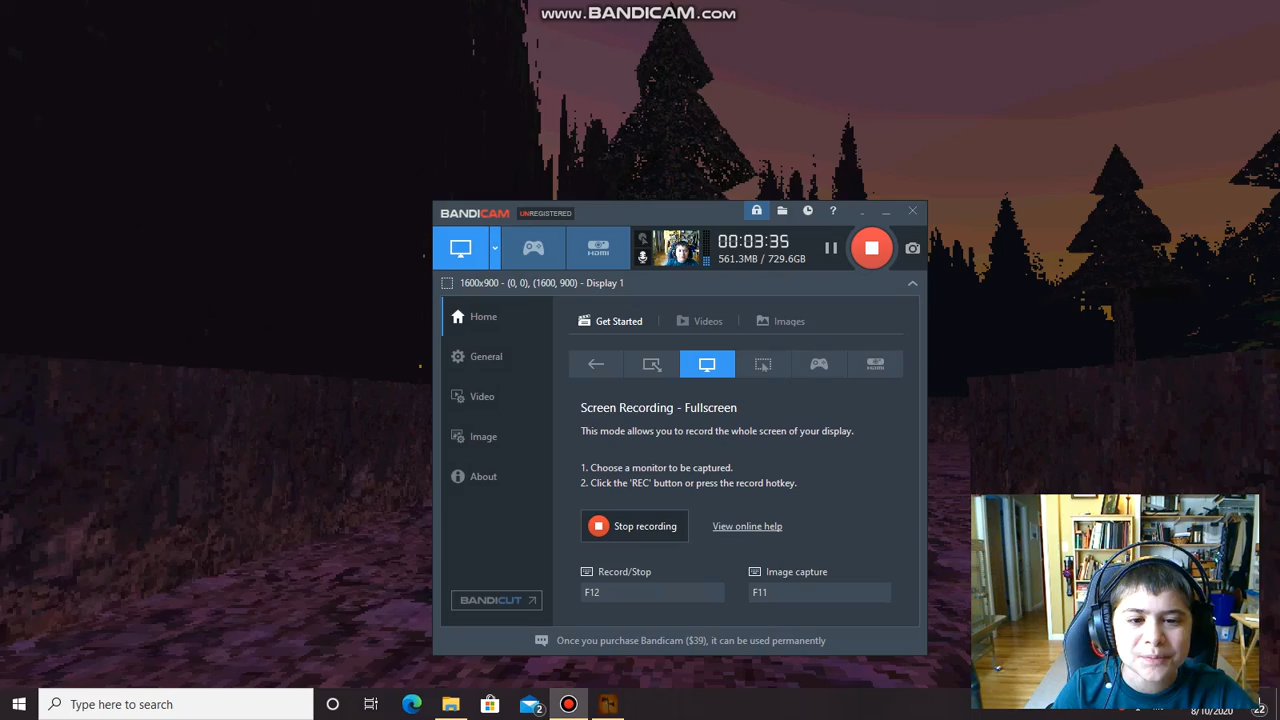 www.BANDICAM.com
BANDICAM UNREGISTERED
?
HDMI
00:03:35
561.3MB / 729.6GB
1600x900 - (0, 0), (1600, 900) - Display 1
Home
Get Started
Videos
Images
General
HDMI
Video
Screen Recording - Fullscreen
This mode allows you to record the whole screen of your display.
Image
1. Choose a monitor to be captured.
About
2. Click the 'REC' button or press the record hotkey.
Stop recording
View online help
Record/Stop
Image capture
F12
F11
BANDICUT
Once you purchase Bandicam ($39), it can be used permanently
Type here to search
2
8/10/2020
22